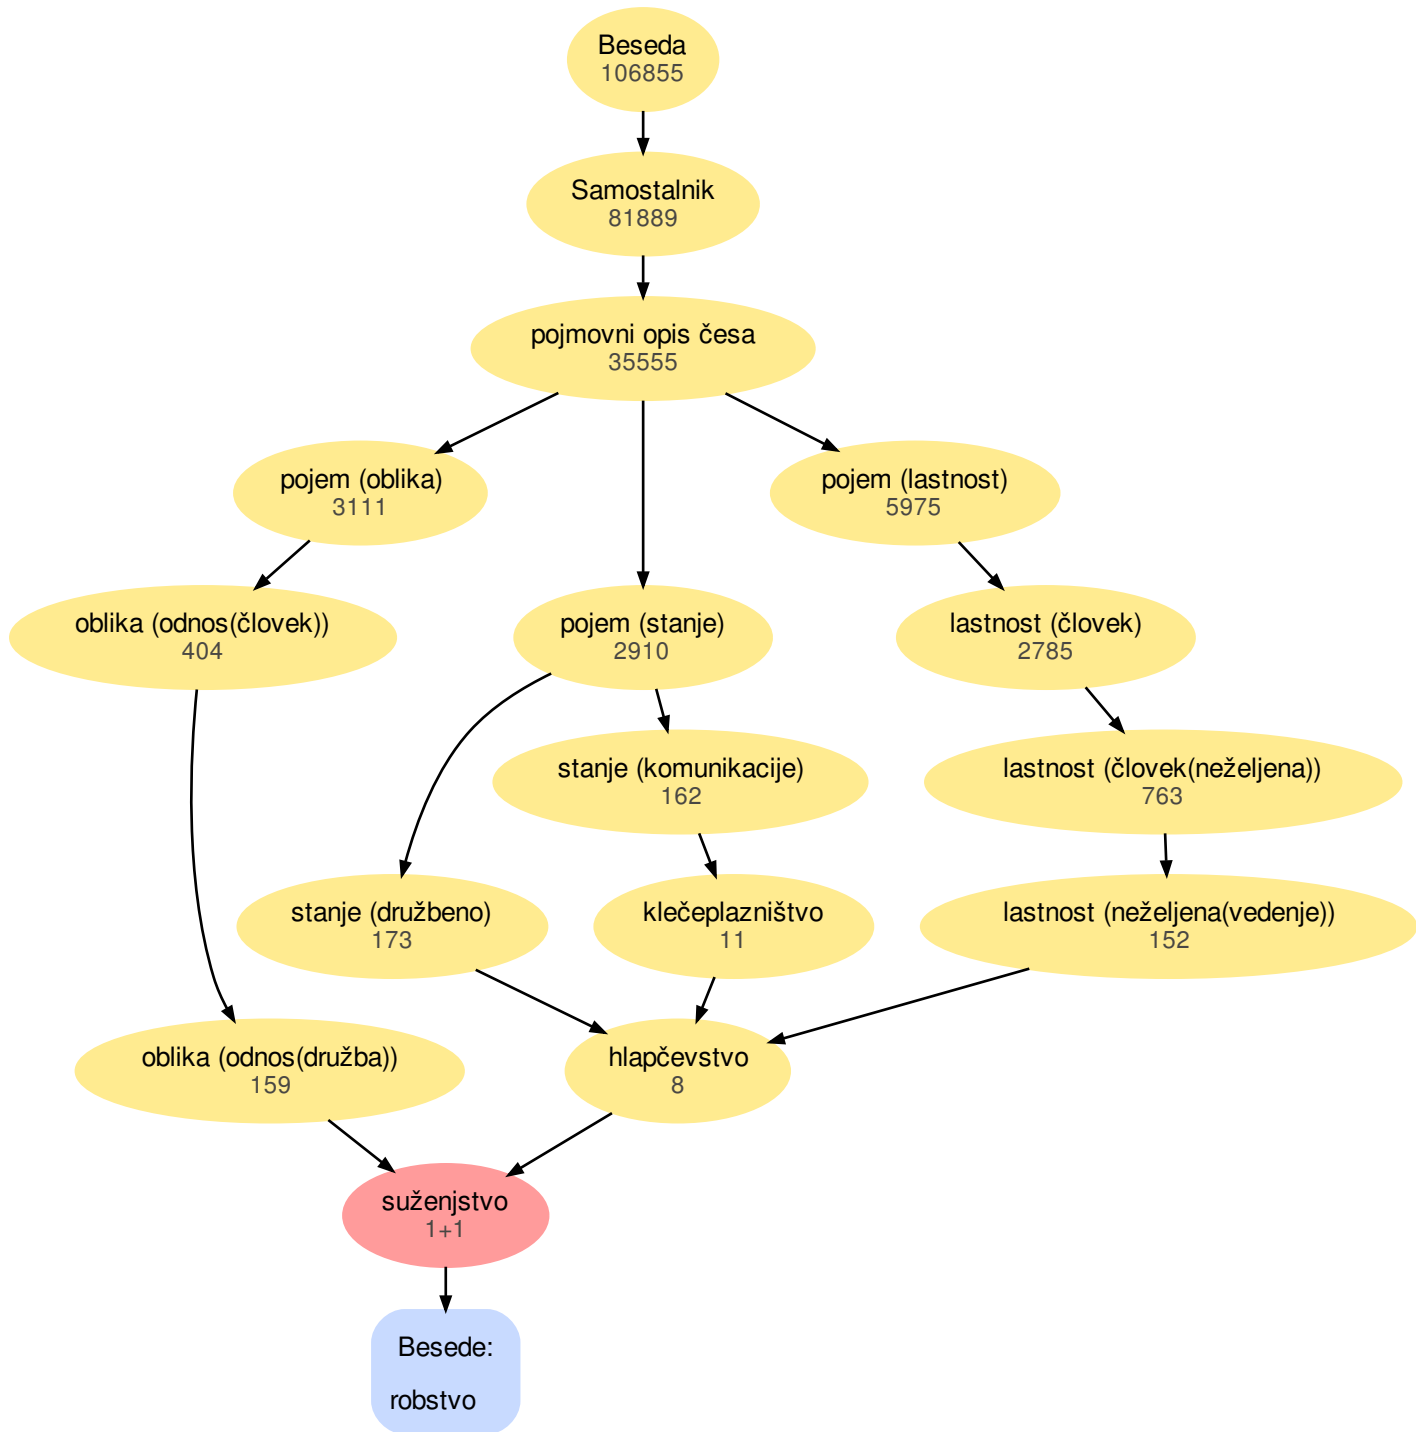 Beseda
106855
Samostalnik
81889
pojmovni opis česa
35555
pojem (oblika)
3111
pojem (lastnost)
5975
oblika (odnos(človek))
404
pojem (stanje)
2910
lastnost (človek)
2785
stanje (komunikacije)
162
lastnost (človek(neželjena))
763
stanje (družbeno)
173
klečeplazništvo
11
lastnost (neželjena(vedenje))
152
oblika (odnos(družba))
159
hlapčevstvo
8
suženjstvo
1+1
Besede:
robstvo